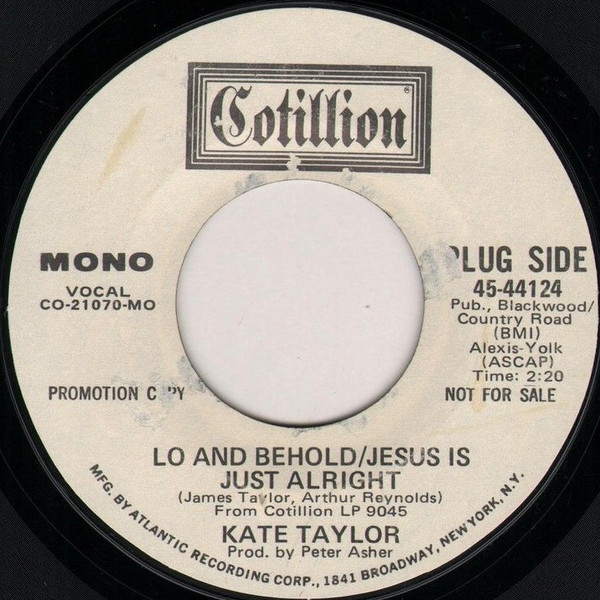 Cotillion®
MONO
VOCAL
CO-21070-MO
PLUG SIDE
45-44124
Pub., Blackwood/
Country Road
(BMI)
Alexis-Yolk
(ASCAP)
Time: 2:20
PROMOTION COPY
NOT FOR SALE
LO AND BEHOLD/JESUS IS
JUST ALRIGHT
(James Taylor, Arthur Reynolds)
From Cotillion LP 9045
KATE TAYLOR
Prod. by Peter Asher
MFG. BY ATLANTIC RECORDING CORP., 1841 BROADWAY, NEW YORK, N.Y.